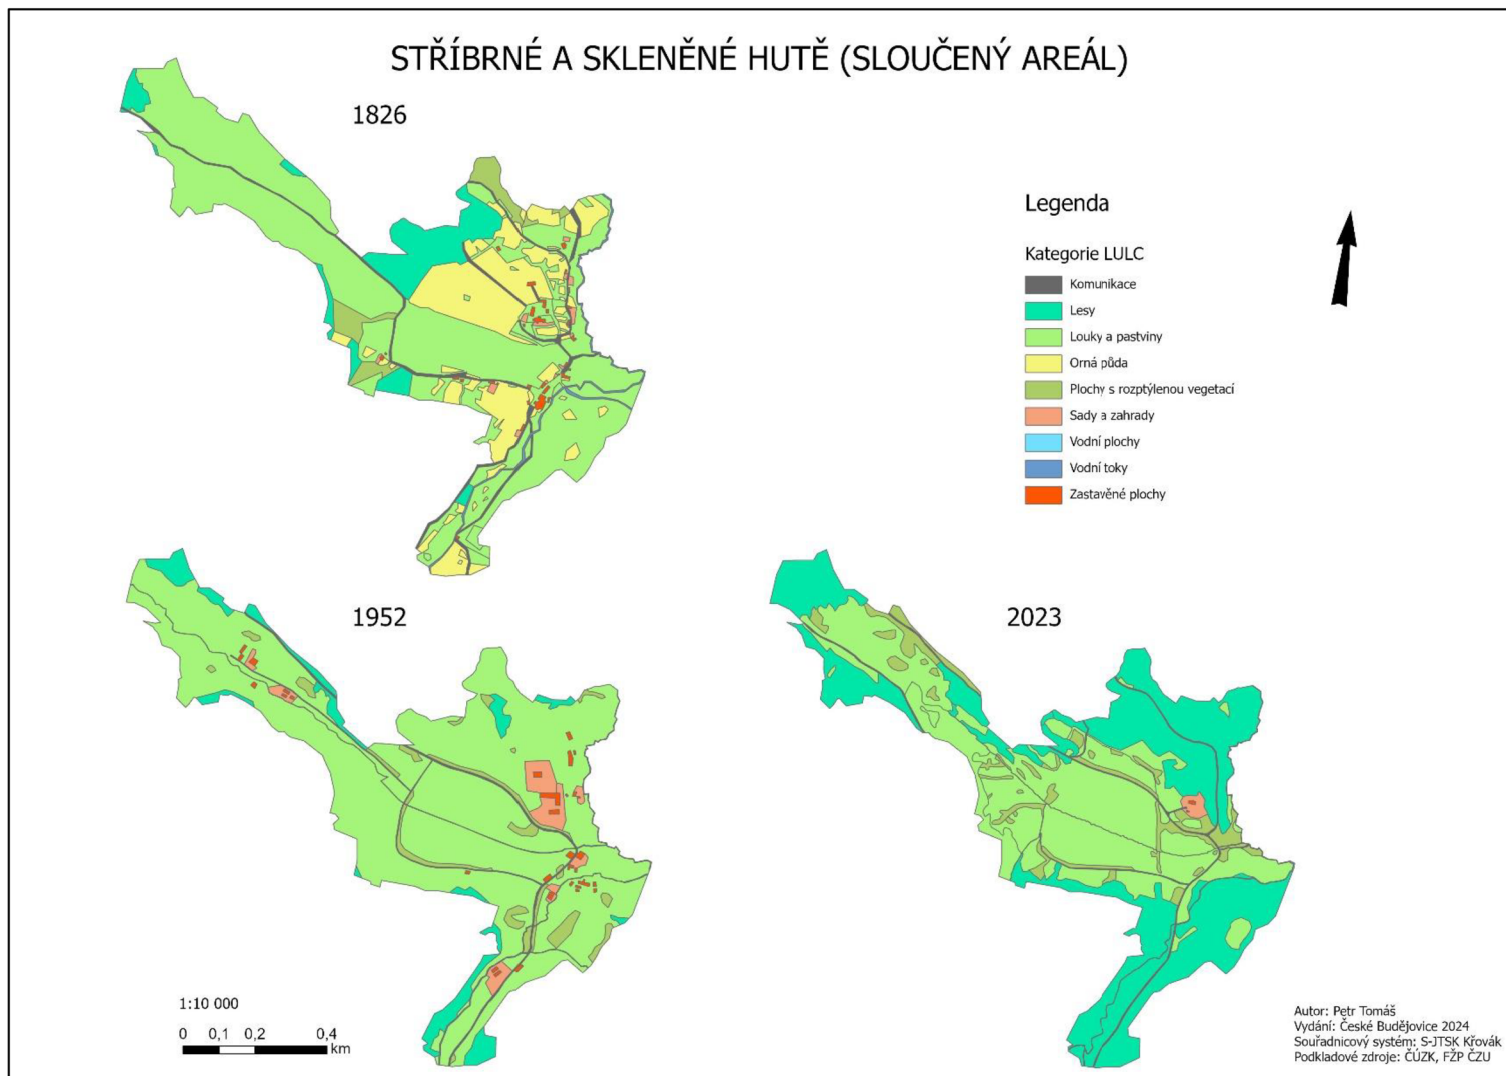 STŘÍBRNÉ A SKLENĚNÉ HUTĚ (SLOUČENÝ AREÁL)
1826
Legenda
Kategorie LULC
Komunikace
Lesy
Louky a pastviny
Orná půda
Plochy s rozptýlenou vegetací
Sady a zahrady
Vodní plochy
Vodní toky
Zastavěné plochy
1952
2023
1:10 000
0 0,1 0,2 0,4
km
Autor: Petr Tomáš
Vydání: České Budějovice 2024
Souřadnicový systém: S-JTSK Křovák
Podkladové zdroje: ČÚZK, FŽP ČZU